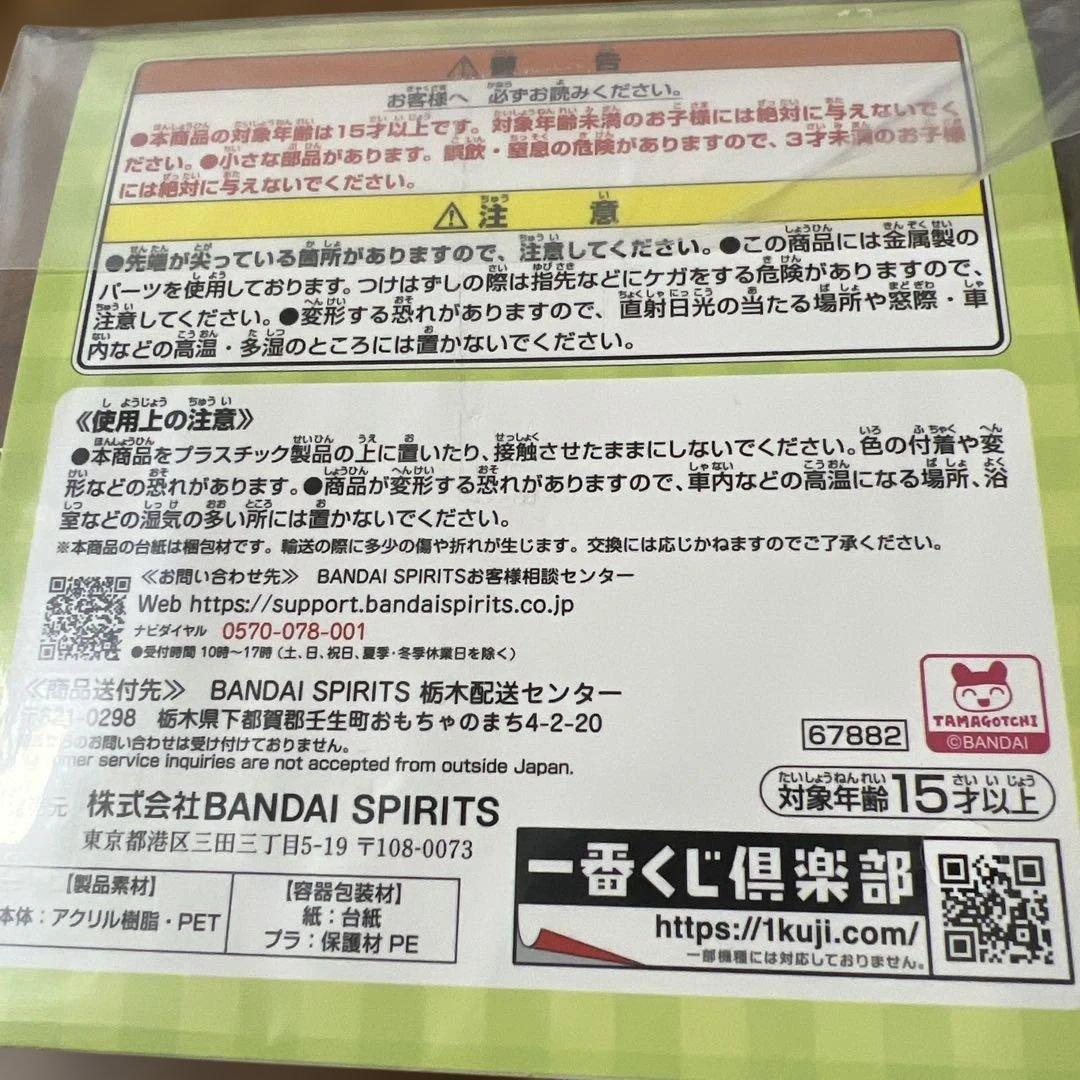 ⚠警告
お客様へ 必ずお読みください。
●本商品の対象年齢は15才以上です。対象年齢未満のお子様には絶対に与えないでく
ださい。●小さな部品があります。誤飲・窒息の危険がありますので、3才未満のお子様
には絶対に与えないでください。
⚠注意
●先端が尖っている箇所がありますので、注意してください。●この商品には金属製の
パーツを使用しております。つけはずしの際は指先などにケガをする危険がありますので、
注意してください。●変形する恐れがありますので、直射日光の当たる場所や窓際・車
内などの高温・多湿のところには置かないでください。
《使用上の注意》
●本商品をプラスチック製品の上に置いたり、接触させたままにしないでください。色の付着や変
形などの恐れがあります。●商品が変形する恐れがありますので、車内などの高温になる場所、浴
室などの湿気の多い所には置かないでください。
※本商品の台紙は梱包材です。輸送の際に多少の傷や折れが生じます。交換には応じかねますのでご了承ください。
≪お問い合わせ先≫ BANDAI SPIRITSお客様相談センター
Web https://support.bandaispirits.co.jp
ナビダイヤル 0570-078-001
●受付時間 10時～17時（土、日、祝日、夏季・冬季休業日を除く）
≪商品送付先≫ BANDAI SPIRITS 栃木配送センター
〒321-0298 栃木県下都賀郡壬生町おもちゃのまち4-2-20
のお問い合わせは受け付けておりません。
service inquiries are not accepted from outside Japan.
67882
TAMAGOTCHI
©BANDAI
対象年齢15才以上
元 株式会社BANDAI SPIRITS
東京都港区三田三丁目5-19 〒108-0073
【製品素材】
本体：アクリル樹脂・PET
【容器包装材】
紙：台紙
プラ：保護材 PE
一番くじ倶楽部
https://1kuji.com/
一部機種には対応しておりません。